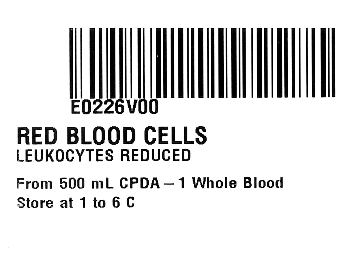 E0226V00
RED BLOOD CELLS
LEUKOCYTES REDUCED
From 500 mL CPDA – 1 Whole Blood
Store at 1 to 6 C